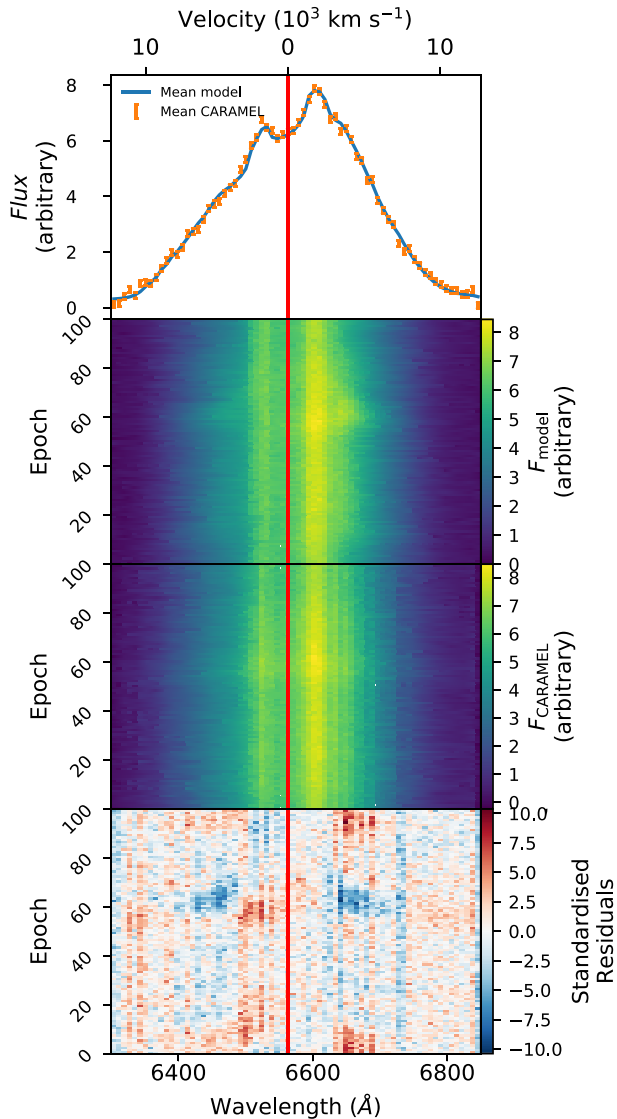 Velocity (10³ km s⁻¹)
10 0 10
Mean model
Mean CARAMEL
Flux
(arbitrary)
8
6
4
2
0
Epoch
100
80
60
40
20
F_model
(arbitrary)
8
7
6
5
4
3
2
1
0
Epoch
100
80
60
40
20
F_CARAMEL
(arbitrary)
8
7
6
5
4
3
2
1
0
Epoch
100
80
60
40
20
0
Standardised
Residuals
10.0
7.5
5.0
2.5
0.0
−2.5
−5.0
−7.5
−10.0
6400 6600 6800
Wavelength (Å)